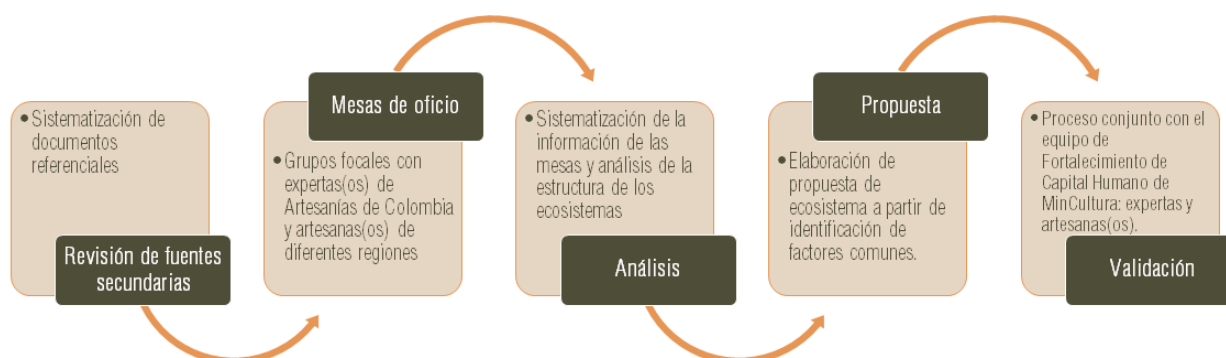 • Sistematización de
documentos
referenciales
Revisión de fuentes
secundarias
Mesas de oficio
• Grupos focales con
expertas(os) de
Artesanías de Colombia
y artesanas(os) de
diferentes regiones
• Sistematización de la
información de las
mesas y análisis de la
estructura de los
ecosistemas
Análisis
Propuesta
• Elaboración de
propuesta de
ecosistema a partir de
identificación de
factores comunes.
• Proceso conjunto con el
equipo de
Fortalecimiento de
Capital Humano de
MinCultura: expertas y
artesanas(os).
Validación